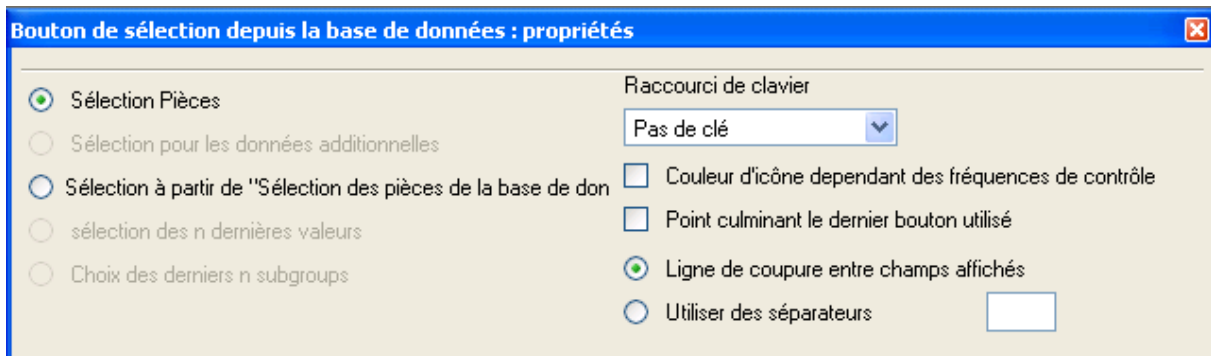 Bouton de sélection depuis la base de données : propriétés
Sélection Pièces
Sélection pour les données additionnelles
Sélection à partir de "Sélection des pièces de la base de don
sélection des n dernières valeurs
Choix des derniers n subgroups
Raccourci de clavier
Pas de clé
Couleur d'icône dependant des fréquences de contrôle
Point culminant le dernier bouton utilisé
Ligne de coupure entre champs affichés
Utiliser des séparateurs